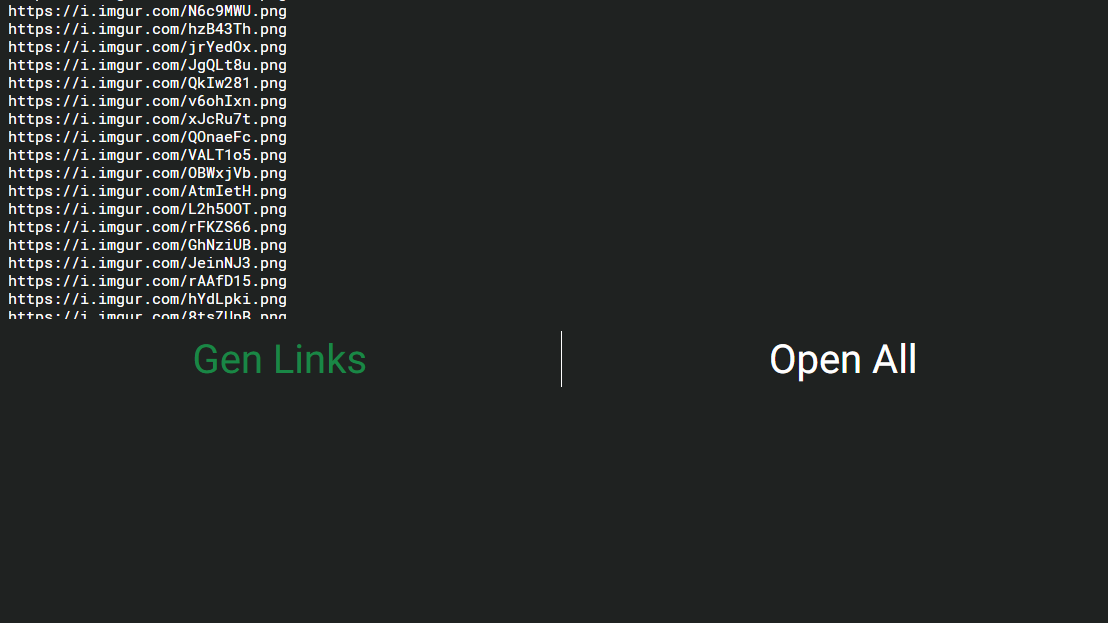 https://i.imgur.com/N6c9MWU.png
https://i.imgur.com/hzB43Th.png
https://i.imgur.com/jrYedOx.png
https://i.imgur.com/JgQLt8u.png
https://i.imgur.com/QkIw281.png
https://i.imgur.com/v6ohIxn.png
https://i.imgur.com/xJcRu7t.png
https://i.imgur.com/QOnaeFc.png
https://i.imgur.com/VALT1o5.png
https://i.imgur.com/OBWxjVb.png
https://i.imgur.com/AtmIetH.png
https://i.imgur.com/L2h5OOT.png
https://i.imgur.com/rFKZS66.png
https://i.imgur.com/GhNziUB.png
https://i.imgur.com/JeinNJ3.png
https://i.imgur.com/rAAfD15.png
https://i.imgur.com/hYdLpki.png
Gen Links
Open All